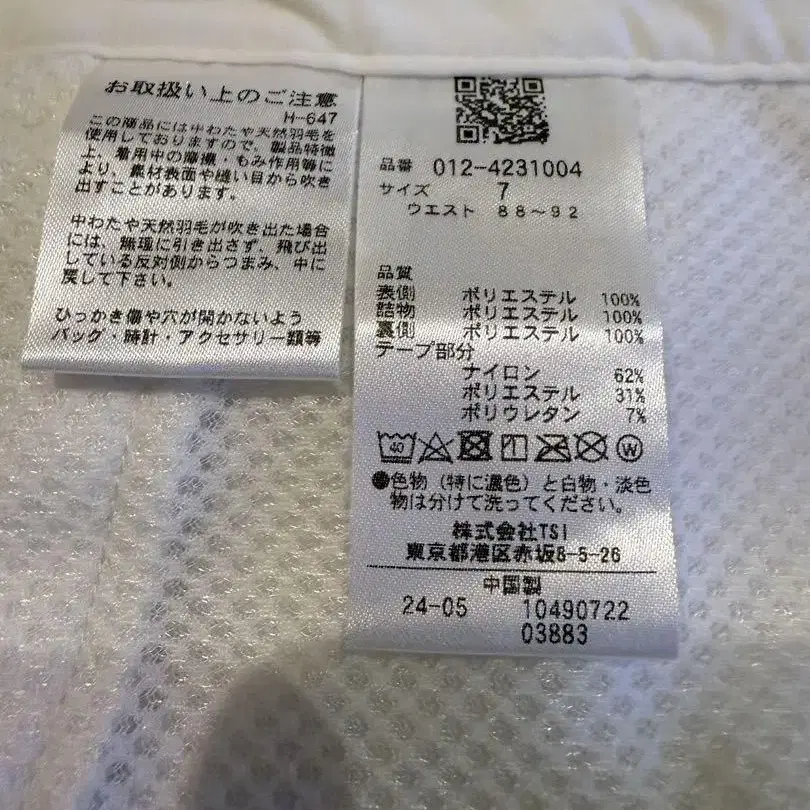 お取扱い上のご注意
H-647
この商品には中わたや天然羽毛を
使用しておりますので、製品特徴
上、着用中の摩擦・もみ作用等に
より、素材表面や縫い目から吹き
出すことがあります。
中わたや天然羽毛が吹き出た場合
には、無理に引き出さず、飛び出
している反対側からつまみ、中に
戻して下さい。
ひっかき傷や穴が開かないよう
バッグ・時計・アクセサリー類等
品番 012-4231004
サイズ 7
ウエスト 88〜92
品質
表側 ポリエステル 100%
詰物 ポリエステル 100%
裏側 ポリエステル 100%
テープ部分
ナイロン 62%
ポリエステル 31%
ポリウレタン 7%
40 W
●色物（特に濃色）と白物・淡色
物は分けて洗ってください。
株式会社TSI
東京都港区赤坂8-5-26
中国製
24-05 10490722
03883